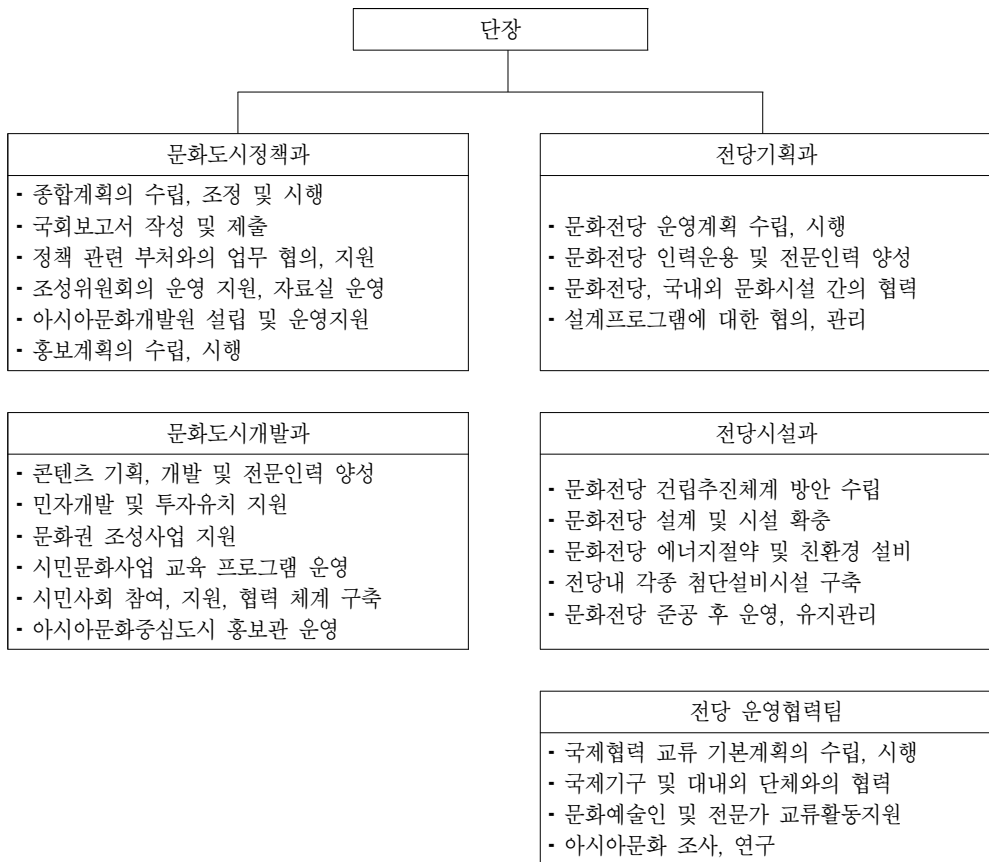 단장
문화도시정책과
- 종합계획의 수립, 조정 및 시행
- 국회보고서 작성 및 제출
- 정책 관련 부처와의 업무 협의, 지원
- 조성위원회의 운영 지원, 자료실 운영
- 아시아문화개발원 설립 및 운영지원
- 홍보계획의 수립, 시행
전당기획과
- 문화전당 운영계획 수립, 시행
- 문화전당 인력운용 및 전문인력 양성
- 문화전당, 국내외 문화시설 간의 협력
- 설계프로그램에 대한 협의, 관리
문화도시개발과
- 콘텐츠 기획, 개발 및 전문인력 양성
- 민자개발 및 투자유치 지원
- 문화권 조성사업 지원
- 시민문화사업 교육 프로그램 운영
- 시민사회 참여, 지원, 협력 체계 구축
- 아시아문화중심도시 홍보관 운영
전당시설과
- 문화전당 건립추진체계 방안 수립
- 문화전당 설계 및 시설 확충
- 문화전당 에너지절약 및 친환경 설비
- 전당내 각종 첨단설비시설 구축
- 문화전당 준공 후 운영, 유지관리
전당 운영협력팀
- 국제협력 교류 기본계획의 수립, 시행
- 국제기구 및 대내외 단체와의 협력
- 문화예술인 및 전문가 교류활동지원
- 아시아문화 조사, 연구